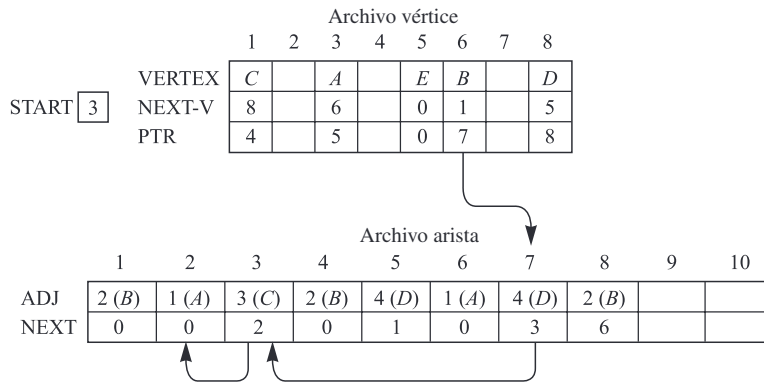 Archivo vértice
1 2 3 4 5 6 7 8
VERTEX C A E B D
START 3 NEXT-V 8 6 0 1 5
PTR 4 5 0 7 8
Archivo arista
1 2 3 4 5 6 7 8 9 10
ADJ 2 (B) 1 (A) 3 (C) 2 (B) 4 (D) 1 (A) 4 (D) 2 (B)
NEXT 0 0 2 0 1 0 3 6